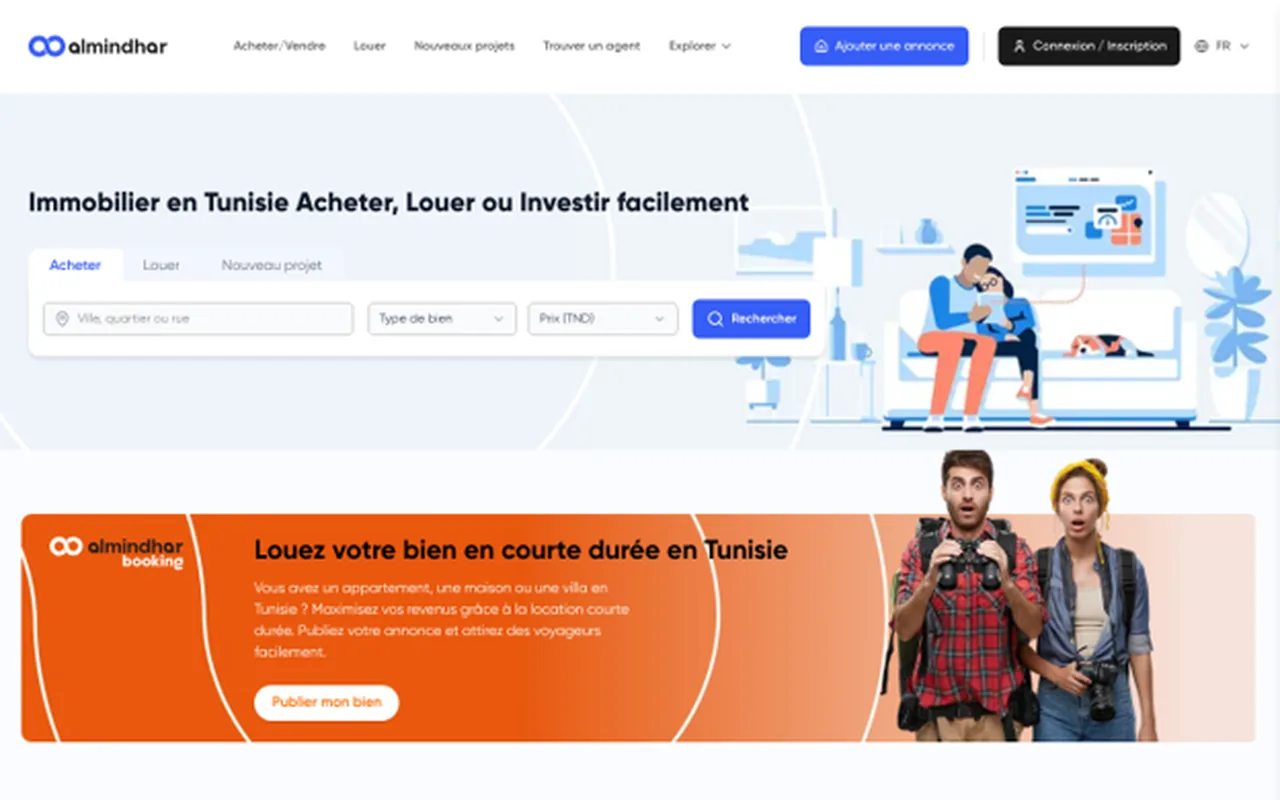 almindhar
Acheter/Vendre
Louer
Nouveaux projets
Trouver un agent
Explorer
Ajouter une annonce
Connexion / Inscription
FR
Immobilier en Tunisie Acheter, Louer ou Investir facilement
Acheter
Louer
Nouveau projet
Ville, quartier ou rue
Type de bien
Prix (TND)
Rechercher
almindhar
booking
Louez votre bien en courte durée en Tunisie
Vous avez un appartement, une maison ou une villa en
Tunisie ? Maximisez vos revenus grâce à la location courte
durée. Publiez votre annonce et attirez des voyageurs
facilement.
Publier mon bien